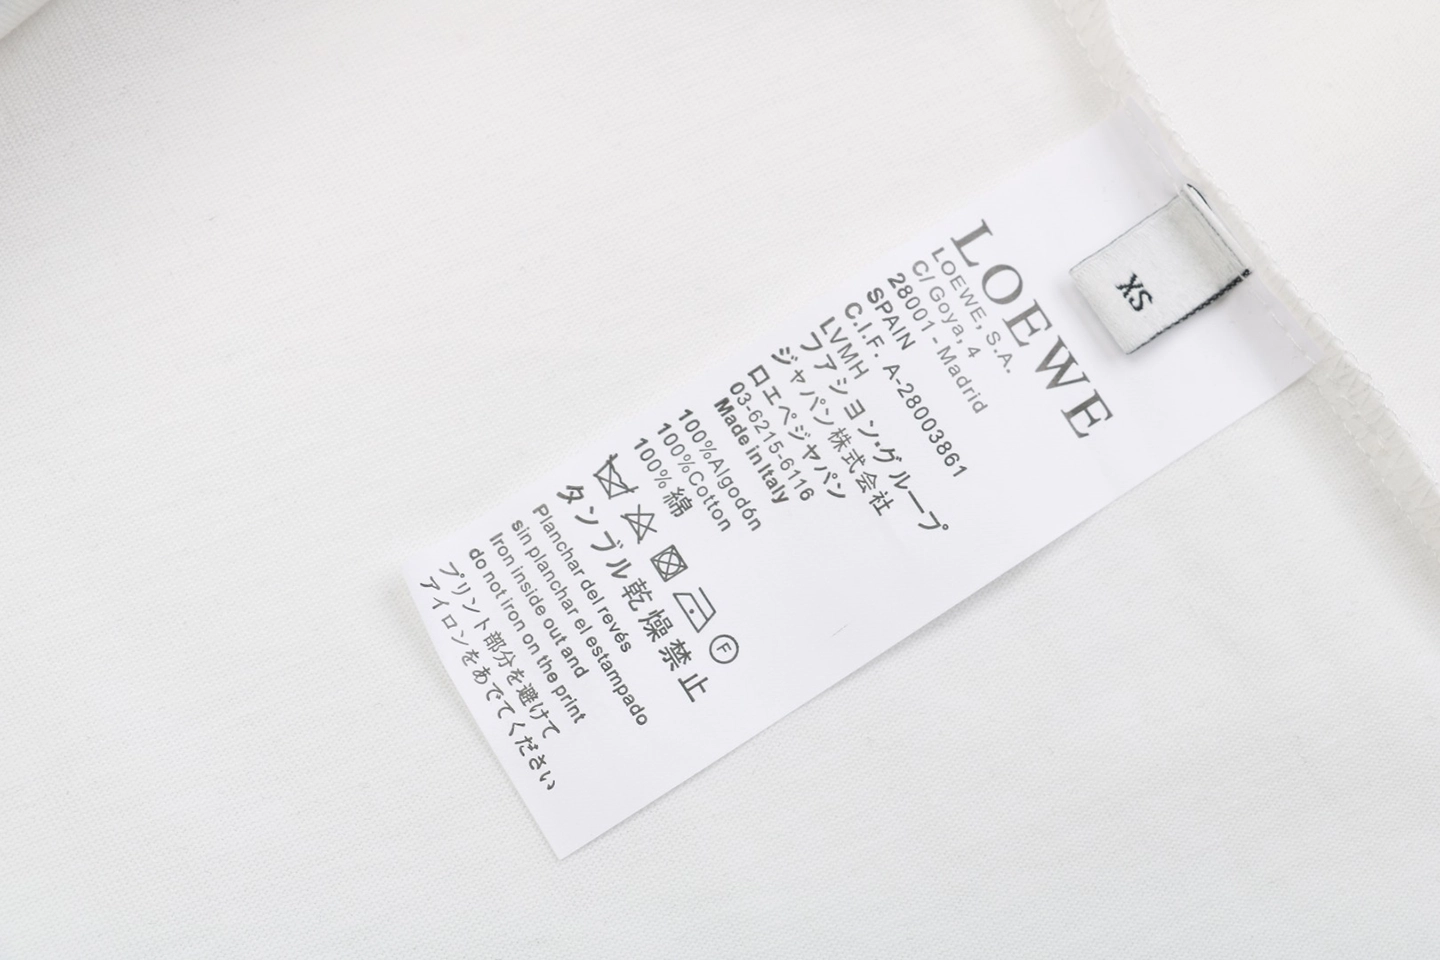 XS
LOEWE
LOEWE, S.A.
C/ Goya, 4
28001 - Madrid
SPAIN
C.I.F. A-28003861
LVMH
ファション・グループ
ジャパン株式会社
ロエベジャパン
03-6215-6116
Made in Italy
100%Algodón
100%Cotton
100% 綿
F
タンブル乾燥禁止
Planchar del revés
sin planchar el estampado
Iron inside out and
do not iron on the print
プリント部分を避けて
アイロンをあでてください